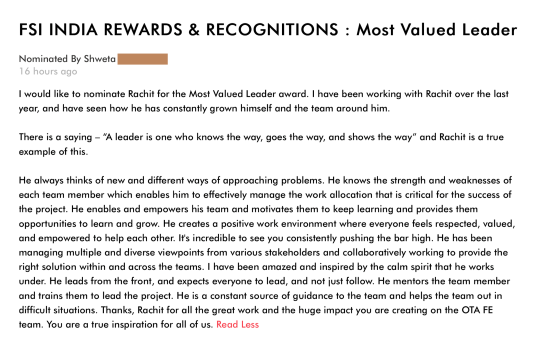 FSI INDIA REWARDS & RECOGNITIONS : Most Valued Leader
Nominated By Shweta
16 hours ago
I would like to nominate Rachit for the Most Valued Leader award. I have been working with Rachit over the last
year, and have seen how he has constantly grown himself and the team around him.
There is a saying – “A leader is one who knows the way, goes the way, and shows the way” and Rachit is a true
example of this.
He always thinks of new and different ways of approaching problems. He knows the strength and weaknesses of
each team member which enables him to effectively manage the work allocation that is critical for the success of
the project. He enables and empowers his team and motivates them to keep learning and provides them
opportunities to learn and grow. He creates a positive work environment where everyone feels respected, valued,
and empowered to help each other. It's incredible to see you consistently pushing the bar high. He has been
managing multiple and diverse viewpoints from various stakeholders and collaboratively working to provide the
right solution within and across the teams. I have been amazed and inspired by the calm spirit that he works
under. He leads from the front, and expects everyone to lead, and not just follow. He mentors the team member
and trains them to lead the project. He is a constant source of guidance to the team and helps the team out in
difficult situations. Thanks, Rachit for all the great work and the huge impact you are creating on the OTA FE
team. You are a true inspiration for all of us. Read Less